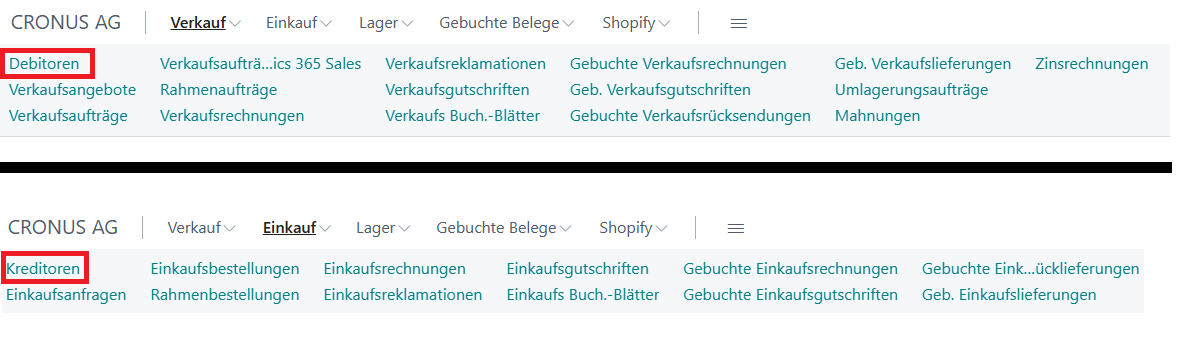 CRONUS AG Verkauf Einkauf Lager Gebuchte Belege Shopify
Debitoren Verkaufsaufträ...ics 365 Sales Verkaufsreklamationen Gebuchte Verkaufsrechnungen Geb. Verkaufslieferungen Zinsrechnungen
Verkaufsangebote Rahmenaufträge Verkaufsgutschriften Geb. Verkaufsgutschriften Umlagerungsaufträge
Verkaufsaufträge Verkaufsrechnungen Verkaufs Buch.-Blätter Gebuchte Verkaufsrücksendungen Mahnungen
CRONUS AG Verkauf Einkauf Lager Gebuchte Belege Shopify
Kreditoren Einkaufsbestellungen Einkaufsrechnungen Einkaufsgutschriften Gebuchte Einkaufsrechnungen Gebuchte Eink...ücklieferungen
Einkaufsanfragen Rahmenbestellungen Einkaufsreklamationen Einkaufs Buch.-Blätter Gebuchte Einkaufsgutschriften Geb. Einkaufslieferungen